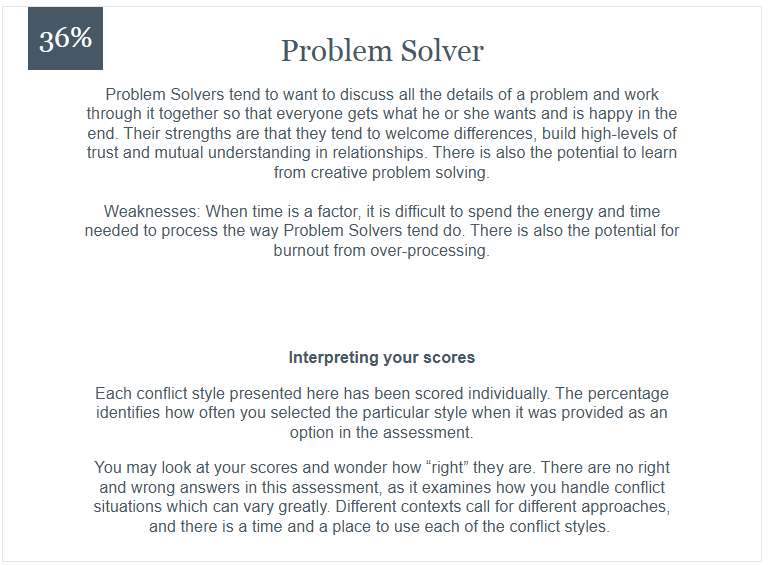 36%
Problem Solver
Problem Solvers tend to want to discuss all the details of a problem and work
through it together so that everyone gets what he or she wants and is happy in the
end. Their strengths are that they tend to welcome differences, build high-levels of
trust and mutual understanding in relationships. There is also the potential to learn
from creative problem solving.
Weaknesses: When time is a factor, it is difficult to spend the energy and time
needed to process the way Problem Solvers tend do. There is also the potential for
burnout from over-processing.
Interpreting your scores
Each conflict style presented here has been scored individually. The percentage
identifies how often you selected the particular style when it was provided as an
option in the assessment.
You may look at your scores and wonder how “right” they are. There are no right
and wrong answers in this assessment, as it examines how you handle conflict
situations which can vary greatly. Different contexts call for different approaches,
and there is a time and a place to use each of the conflict styles.